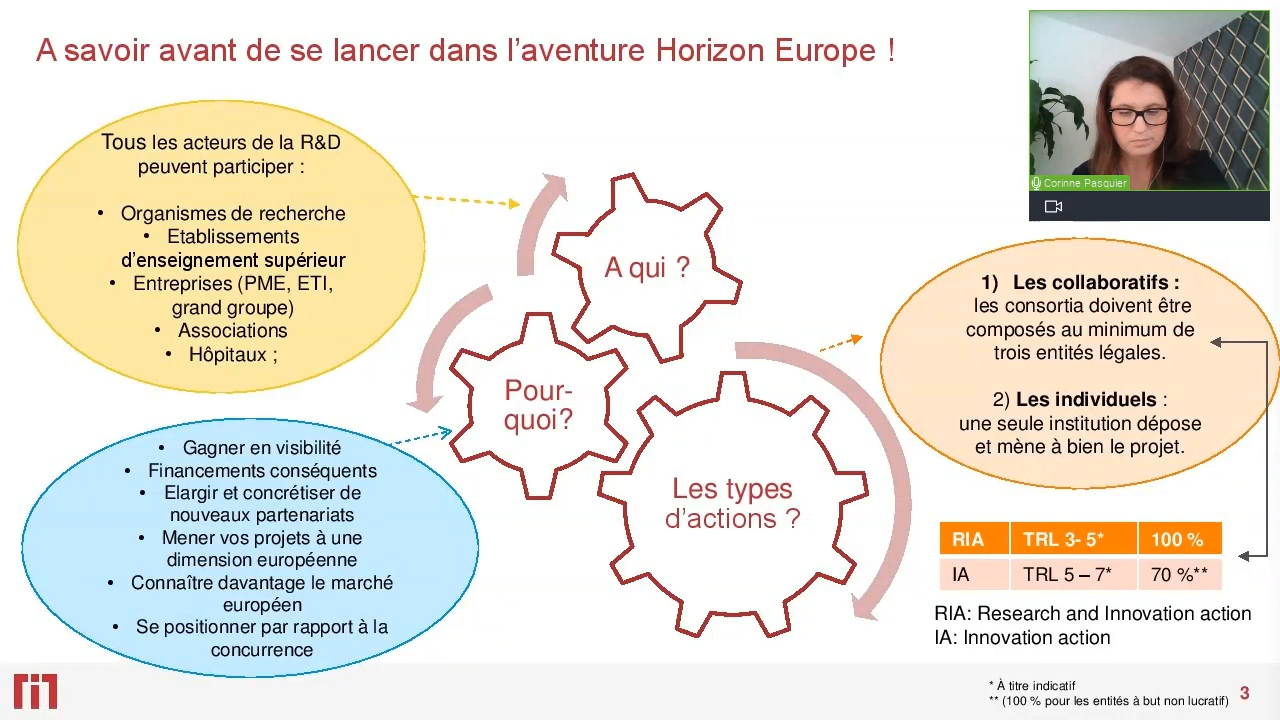 A savoir avant de se lancer dans l'aventure Horizon Europe !
Corinne Pasquier
Tous les acteurs de la R&D
peuvent participer :
• Organismes de recherche
• Etablissements
d'enseignement supérieur
• Entreprises (PME, ETI,
grand groupe)
• Associations
• Hôpitaux ;
A qui ?
Pour-
quoi?
Les types
d'actions ?
• Gagner en visibilité
• Financements conséquents
• Elargir et concrétiser de
nouveaux partenariats
• Mener vos projets à une
dimension européenne
• Connaître davantage le marché
européen
• Se positionner par rapport à la
concurrence
1) Les collaboratifs :
les consortia doivent être
composés au minimum de
trois entités légales.
2) Les individuels :
une seule institution dépose
et mène à bien le projet.
RIA TRL 3- 5* 100 %
IA TRL 5 – 7* 70 %**
RIA: Research and Innovation action
IA: Innovation action
* À titre indicatif
** (100 % pour les entités à but non lucratif)
3